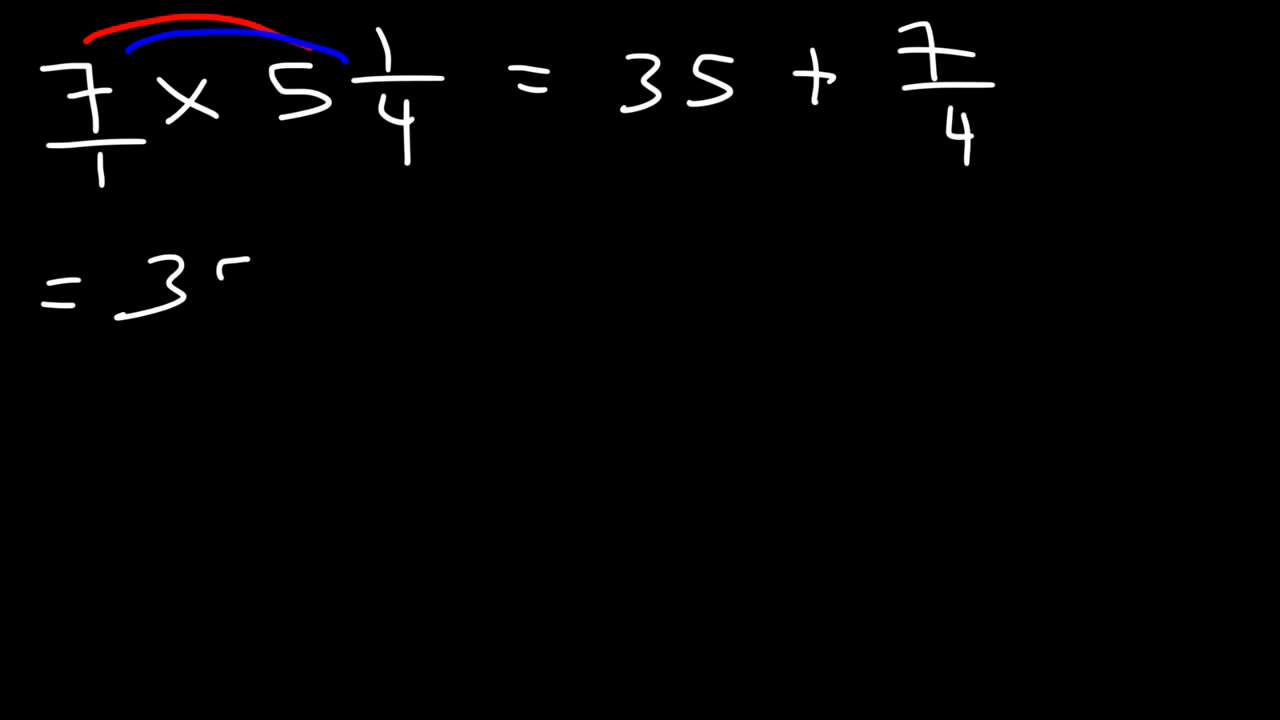 7/1 × 5 1/4 = 35 + 7/4
= 3